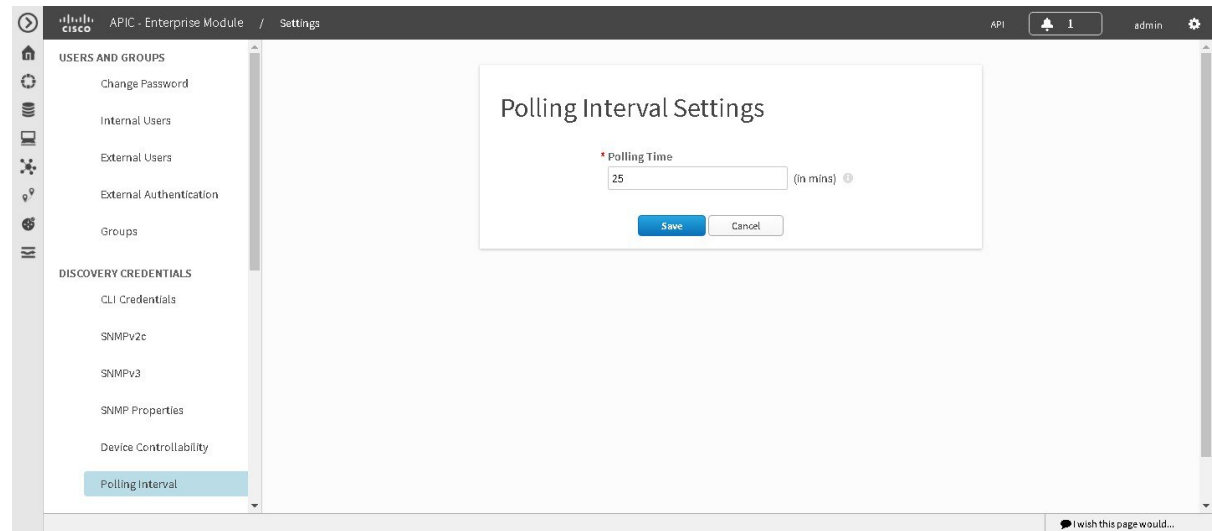 cisco APIC - Enterprise Module / Settings API 1 admin
USERS AND GROUPS
Change Password
Internal Users
External Users
External Authentication
Groups
DISCOVERY CREDENTIALS
CLI Credentials
SNMPv2c
SNMPv3
SNMP Properties
Device Controllability
Polling Interval
Polling Interval Settings
* Polling Time
25 (in mins)
Save Cancel
I wish this page would...